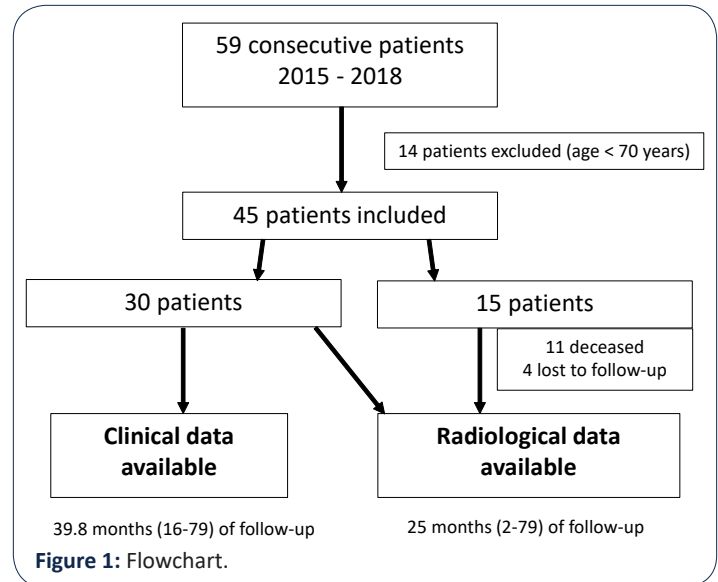 59 consecutive patients
2015 - 2018
14 patients excluded (age < 70 years)
45 patients included
30 patients
15 patients
11 deceased
4 lost to follow-up
Clinical data
available
Radiological data
available
39.8 months (16-79) of follow-up
25 months (2-79) of follow-up
Figure 1: Flowchart.